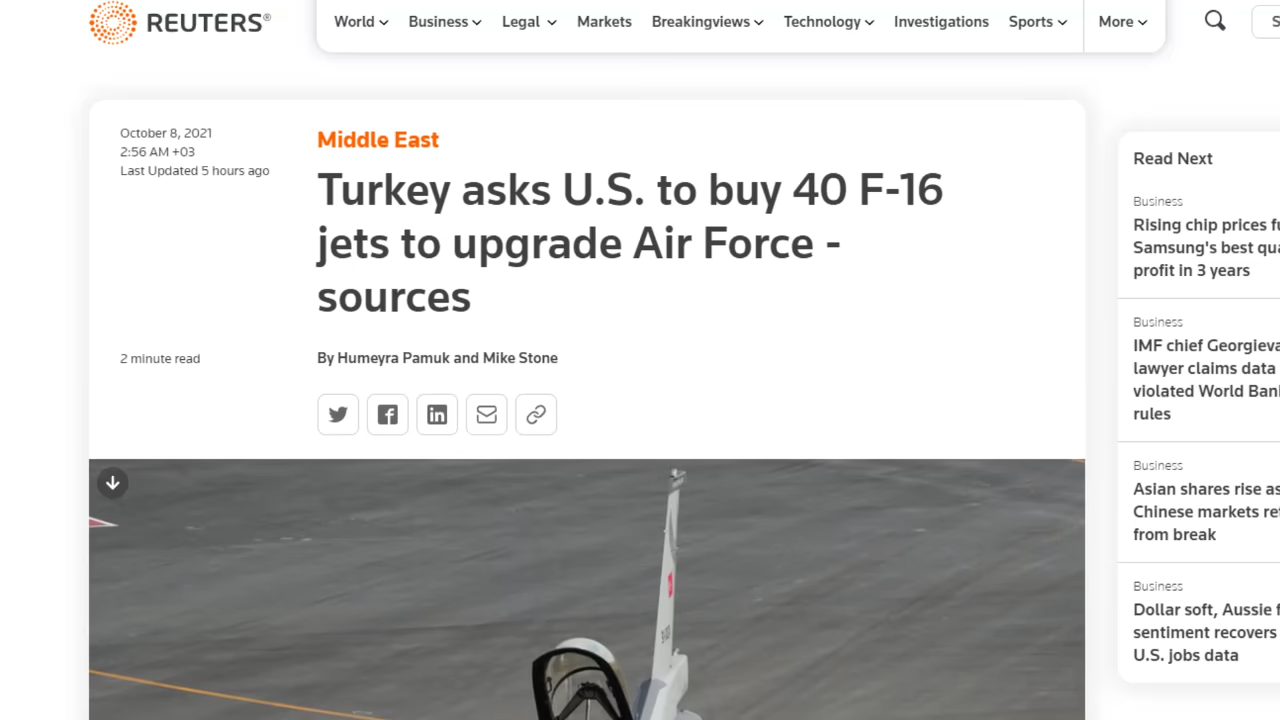 REUTERS®
World
Business
Legal
Markets
Breakingviews
Technology
Investigations
Sports
More
October 8, 2021
2:56 AM +03
Last Updated 5 hours ago
Middle East
Turkey asks U.S. to buy 40 F-16
jets to upgrade Air Force -
sources
2 minute read
By Humeyra Pamuk and Mike Stone
Read Next
Business
Rising chip prices
Samsung's best
profit in 3 years
Business
IMF chief Georgieva
lawyer claims data
violated World Bank
rules
Business
Asian shares rise as
Chinese markets
from break
Business
Dollar soft, Aussie
sentiment recovers
U.S. jobs data